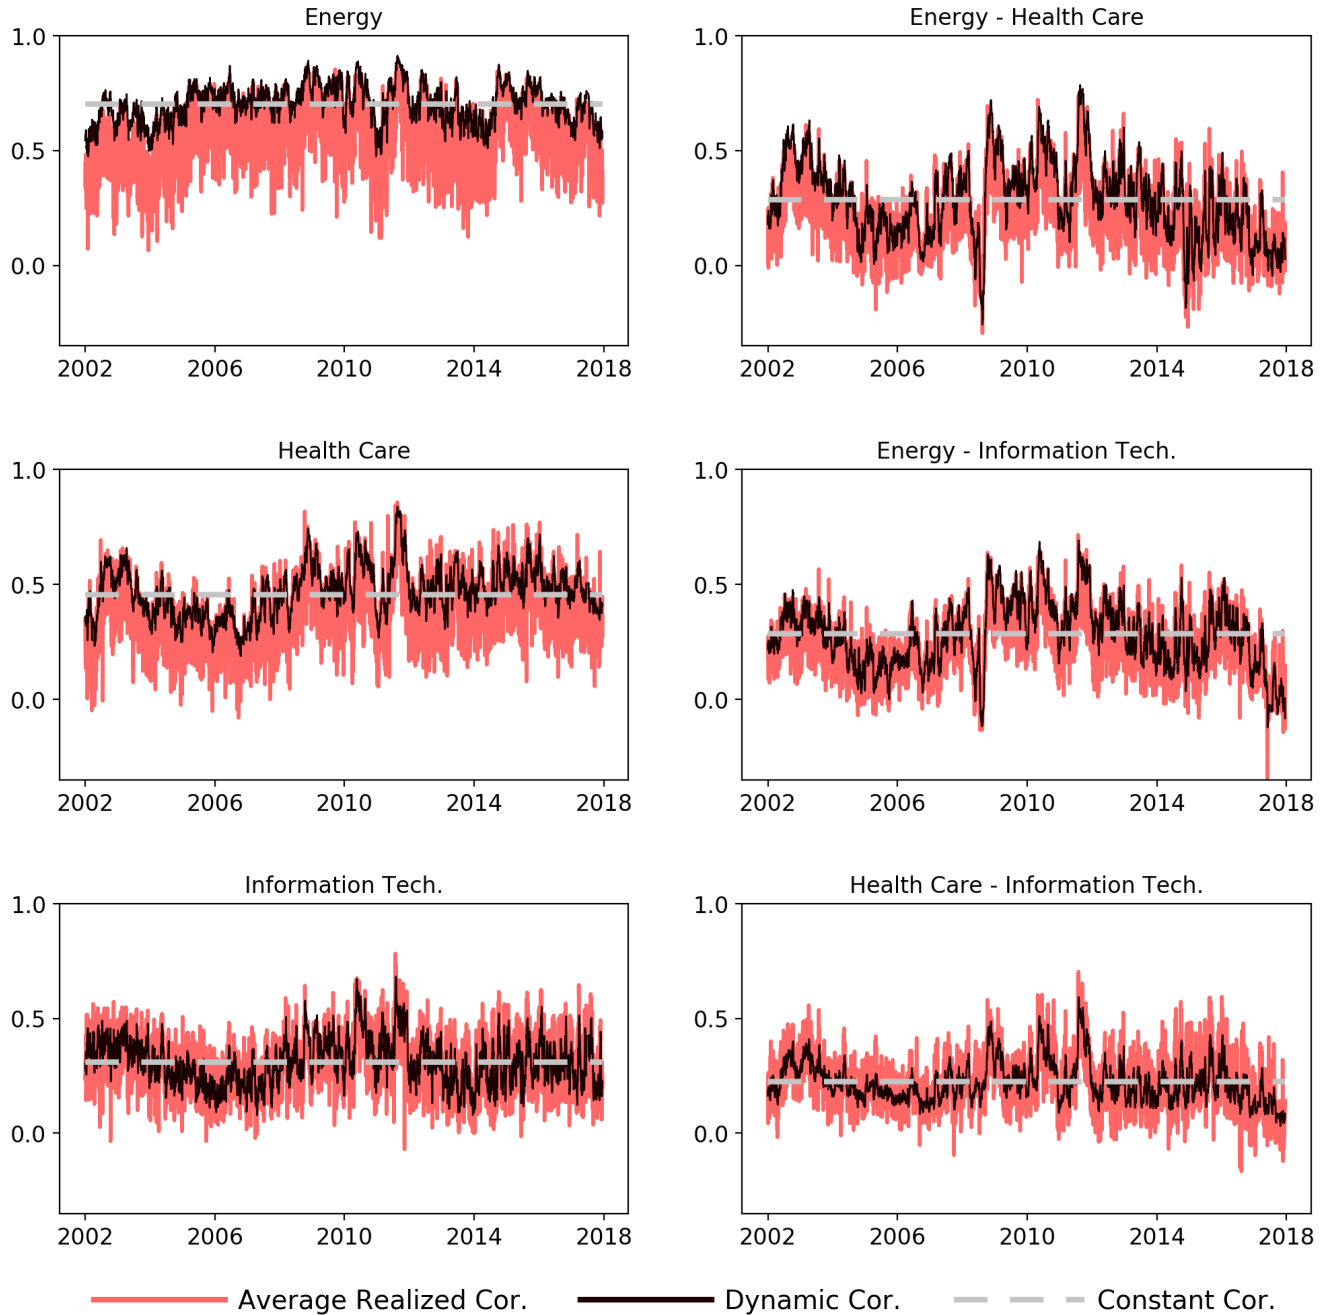 Energy
1.0
0.5
0.0
2002 2006 2010 2014 2018
Energy - Health Care
1.0
0.5
0.0
2002 2006 2010 2014 2018
Health Care
1.0
0.5
0.0
2002 2006 2010 2014 2018
Energy - Information Tech.
1.0
0.5
0.0
2002 2006 2010 2014 2018
Information Tech.
1.0
0.5
0.0
2002 2006 2010 2014 2018
Health Care - Information Tech.
1.0
0.5
0.0
2002 2006 2010 2014 2018
Average Realized Cor. Dynamic Cor. Constant Cor.